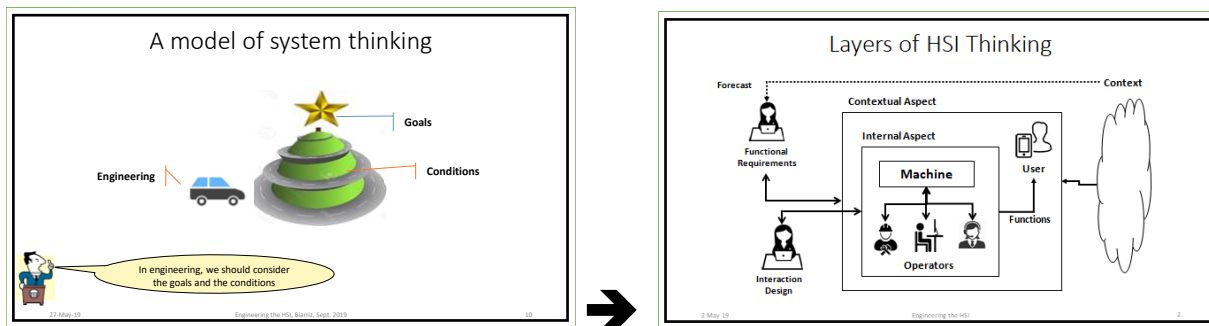 A model of system thinking
Goals
Engineering
Conditions
In engineering, we should consider
the goals and the conditions
27-May-19
Engineering the HSI, Biarriz, Sept. 2019
10
Layers of HSI Thinking
Forecast
Context
Contextual Aspect
Internal Aspect
Functional
Requirements
Machine
User
Functions
Operators
Interaction
Design
2-May 19
Engineering the HSI
2